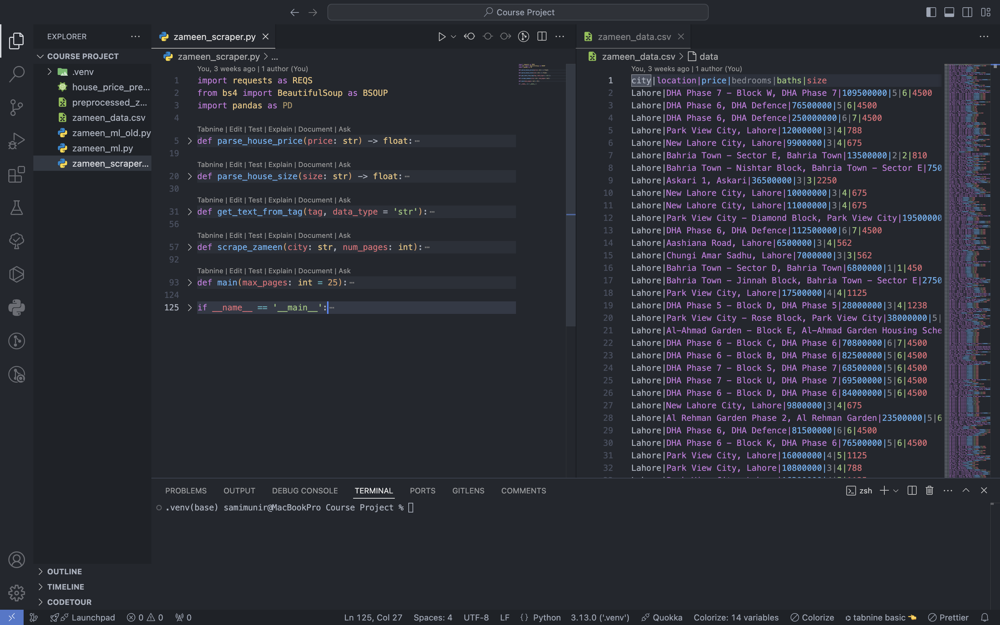 Course Project
EXPLORER
COURSE PROJECT
.venv
house_price_pre...
preprocessed_z...
zameen_data.csv
zameen_ml_old.py
zameen_ml.py
zameen_scraper...
OUTLINE
TIMELINE
CODETOUR
zameen_scraper.py
zameen_scraper.py > ...
You, 3 weeks ago | 1 author (You)
1 import requests as REQS
2 from bs4 import BeautifulSoup as BSOUP
3 import pandas as PD
4
Tabnine | Edit | Test | Explain | Document | Ask
5 def parse_house_price(price: str) -> float:
19
Tabnine | Edit | Test | Explain | Document | Ask
20 def parse_house_size(size: str) -> float:
30
Tabnine | Edit | Test | Explain | Document | Ask
31 def get_text_from_tag(tag, data_type = 'str'):
56
Tabnine | Edit | Test | Explain | Document | Ask
57 def scrape_zameen(city: str, num_pages: int):
92
Tabnine | Edit | Test | Explain | Document | Ask
93 def main(max_pages: int = 25):
124
125 if __name__ == '__main__':
zameen_data.csv
zameen_data.csv > data
You, 3 weeks ago | 1 author (You)
1 city|location|price|bedrooms|baths|size
2 Lahore|DHA Phase 7 - Block W, DHA Phase 7|109500000|5|6|4500
3 Lahore|DHA Phase 6, DHA Defence|76500000|5|6|4500
4 Lahore|DHA Phase 6, DHA Defence|250000000|6|7|4500
5 Lahore|Park View City, Lahore|12000000|3|4|788
6 Lahore|New Lahore City, Lahore|9900000|3|4|675
7 Lahore|Bahria Town - Sector E, Bahria Town|13500000|2|2|810
8 Lahore|Bahria Town - Nishtar Block, Bahria Town - Sector E|750
9 Lahore|Askari 1, Askari|36500000|3|3|2250
10 Lahore|New Lahore City, Lahore|10000000|3|4|675
11 Lahore|New Lahore City, Lahore|11000000|3|4|675
12 Lahore|Park View City - Diamond Block, Park View City|19500000
13 Lahore|DHA Phase 6, DHA Defence|112500000|6|7|4500
14 Lahore|Aashiana Road, Lahore|6500000|3|4|562
15 Lahore|Chungi Amar Sadhu, Lahore|7000000|3|3|562
16 Lahore|Bahria Town - Sector D, Bahria Town|6800000|1|1|450
17 Lahore|Bahria Town - Jinnah Block, Bahria Town - Sector E|2750
18 Lahore|Park View City, Lahore|17500000|4|4|1125
19 Lahore|DHA Phase 5 - Block D, DHA Phase 5|28000000|3|4|1238
20 Lahore|Park View City - Rose Block, Park View City|38000000|5|
21 Lahore|Al-Ahmad Garden - Block E, Al-Ahmad Garden Housing Sche
22 Lahore|DHA Phase 6 - Block C, DHA Phase 6|70800000|6|7|4500
23 Lahore|DHA Phase 6 - Block B, DHA Phase 6|82500000|5|6|4500
24 Lahore|DHA Phase 7 - Block S, DHA Phase 7|68500000|5|6|4500
25 Lahore|DHA Phase 7 - Block U, DHA Phase 7|69500000|5|6|4500
26 Lahore|DHA Phase 6 - Block D, DHA Phase 6|84000000|5|6|4500
27 Lahore|New Lahore City, Lahore|9800000|3|4|675
28 Lahore|Al Rehman Garden Phase 2, Al Rehman Garden|23500000|5|6
29 Lahore|DHA Phase 6, DHA Defence|81500000|6|6|4500
30 Lahore|DHA Phase 6 - Block K, DHA Phase 6|76500000|5|6|4500
31 Lahore|Park View City, Lahore|16000000|4|5|1125
32 Lahore|Park View City, Lahore|10800000|3|4|788
PROBLEMS OUTPUT DEBUG CONSOLE TERMINAL PORTS GITLENS COMMENTS
zsh
.venv(base) samimunir@MacBookPro Course Project %
Launchpad 0 0 0 Ln 125, Col 27 Spaces: 4 UTF-8 LF {} Python 3.13.0 ('.venv') Quokka Colorize: 14 variables Colorize tabnine basic Prettier